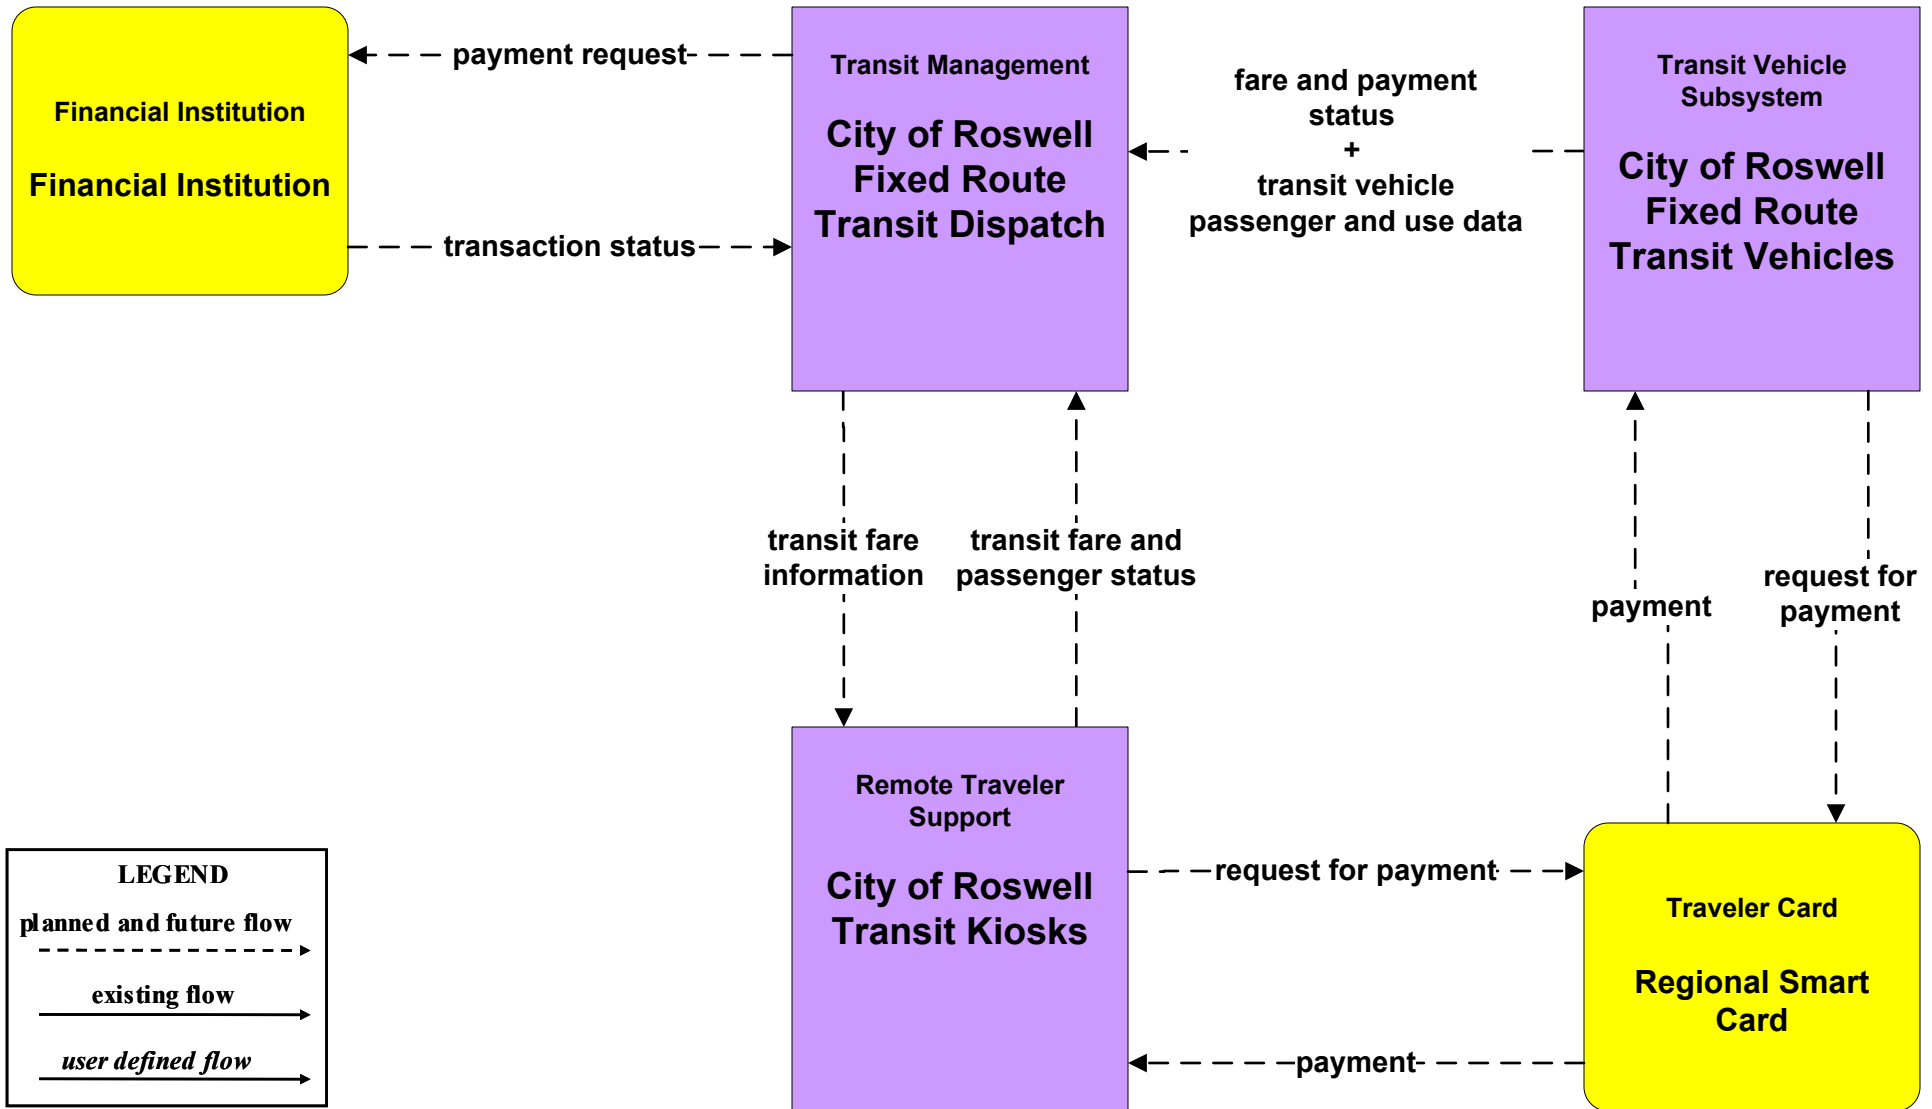 Financial Institution
Financial Institution
payment request
transaction status
Transit Management
City of Roswell
Fixed Route
Transit Dispatch
fare and payment
status
+
transit vehicle
passenger and use data
Transit Vehicle
Subsystem
City of Roswell
Fixed Route
Transit Vehicles
transit fare
information
transit fare and
passenger status
payment
request for
payment
Remote Traveler
Support
City of Roswell
Transit Kiosks
request for payment
payment
Traveler Card
Regional Smart
Card
LEGEND
planned and future flow
existing flow
user defined flow